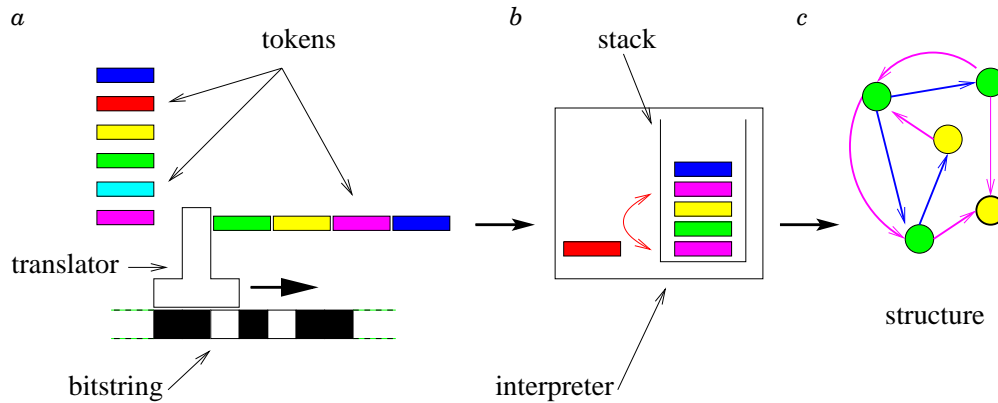 a
tokens
translator
bitstring
b
stack
interpreter
c
structure